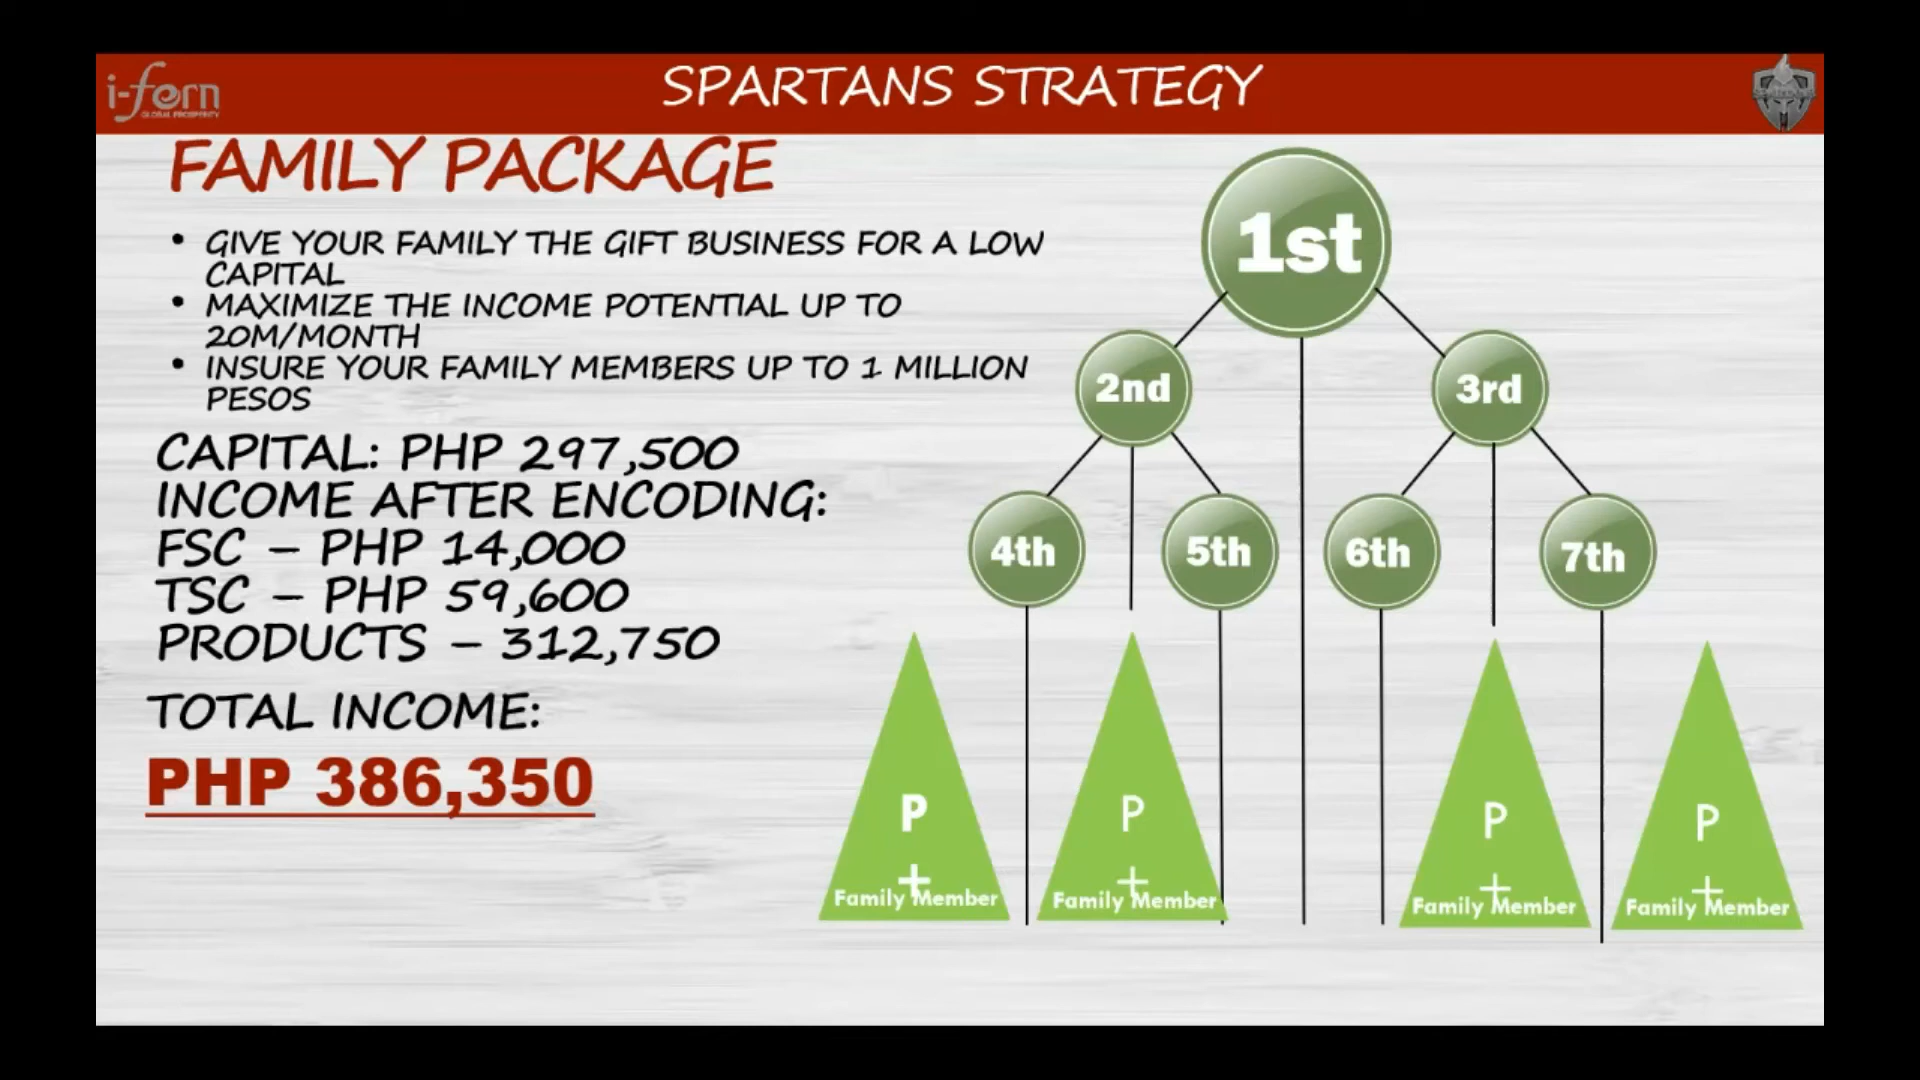 i-fern
GLOBAL PROSPERITY
SPARTANS STRATEGY
FAMILY PACKAGE
• GIVE YOUR FAMILY THE GIFT BUSINESS FOR A LOW
CAPITAL
• MAXIMIZE THE INCOME POTENTIAL UP TO
20M/MONTH
• INSURE YOUR FAMILY MEMBERS UP TO 1 MILLION
PESOS
CAPITAL: PHP 297,500
INCOME AFTER ENCODING:
FSC – PHP 14,000
TSC – PHP 59,600
PRODUCTS – 312,750
TOTAL INCOME:
PHP 386,350
1st
2nd
3rd
4th
5th
6th
7th
P
+
Family Member
P
+
Family Member
P
+
Family Member
P
+
Family Member